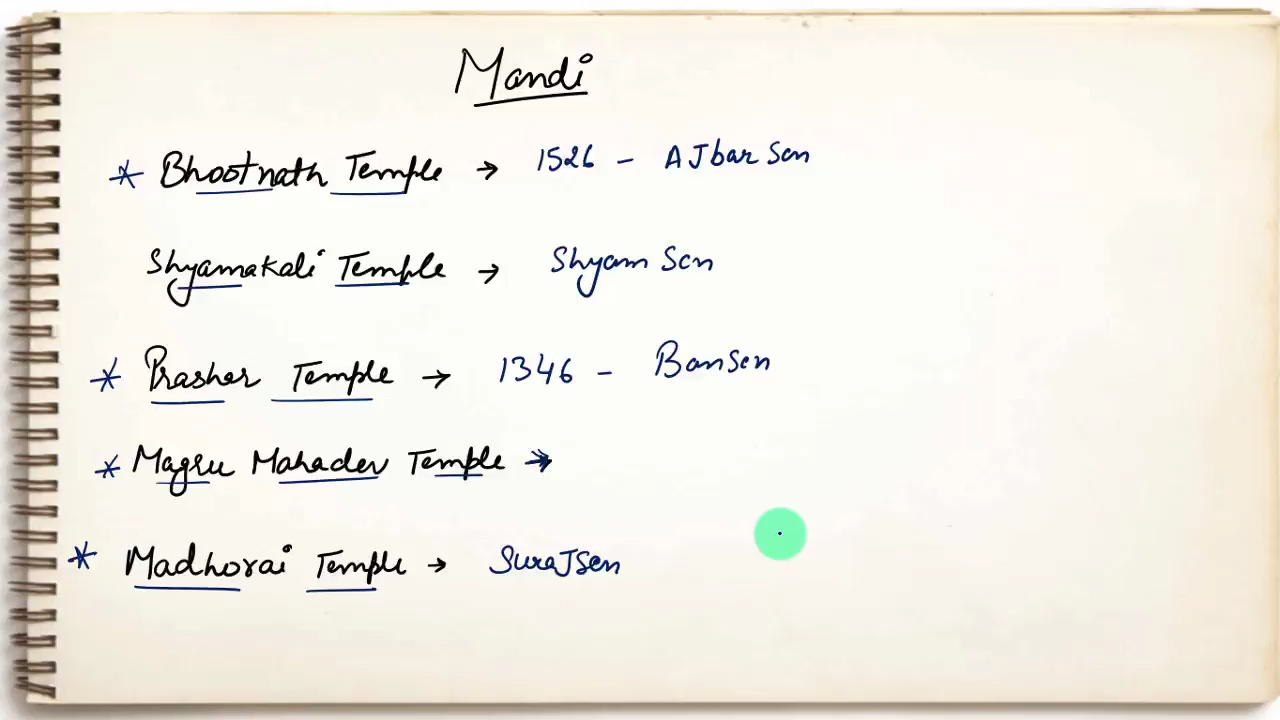 Mandi
* Bhootnath Temple → 1526 - AJbar Sen
Shyamakali Temple → Shyam Sen
* Prasher Temple → 1346 - Bansen
* Magru Mahadev Temple →
* Madhorai Temple → SuraJsen